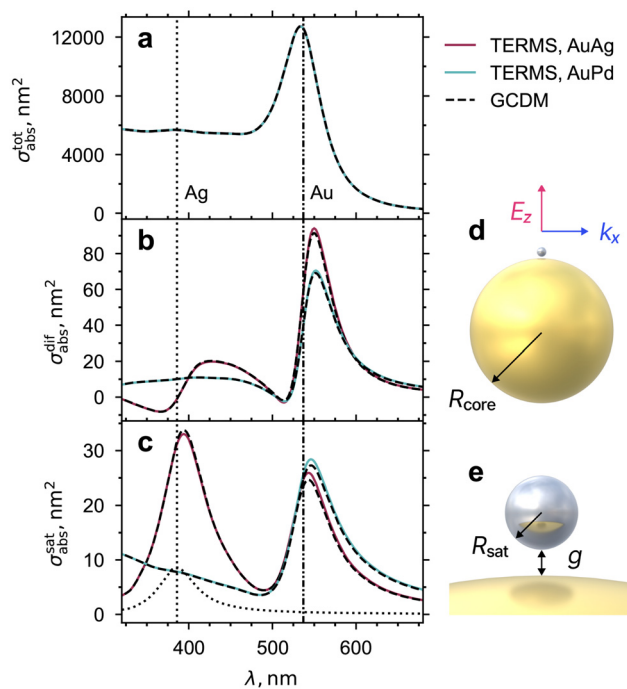 a
12000
8000
4000
0
σ_abs^tot, nm²
Ag
Au
TERMS, AuAg
TERMS, AuPd
GCDM
b
80
60
40
20
0
σ_abs^dif, nm²
c
30
20
10
0
σ_abs^sat, nm²
400
500
600
λ, nm
E_z
d
k_x
R_core
e
R_sat
g